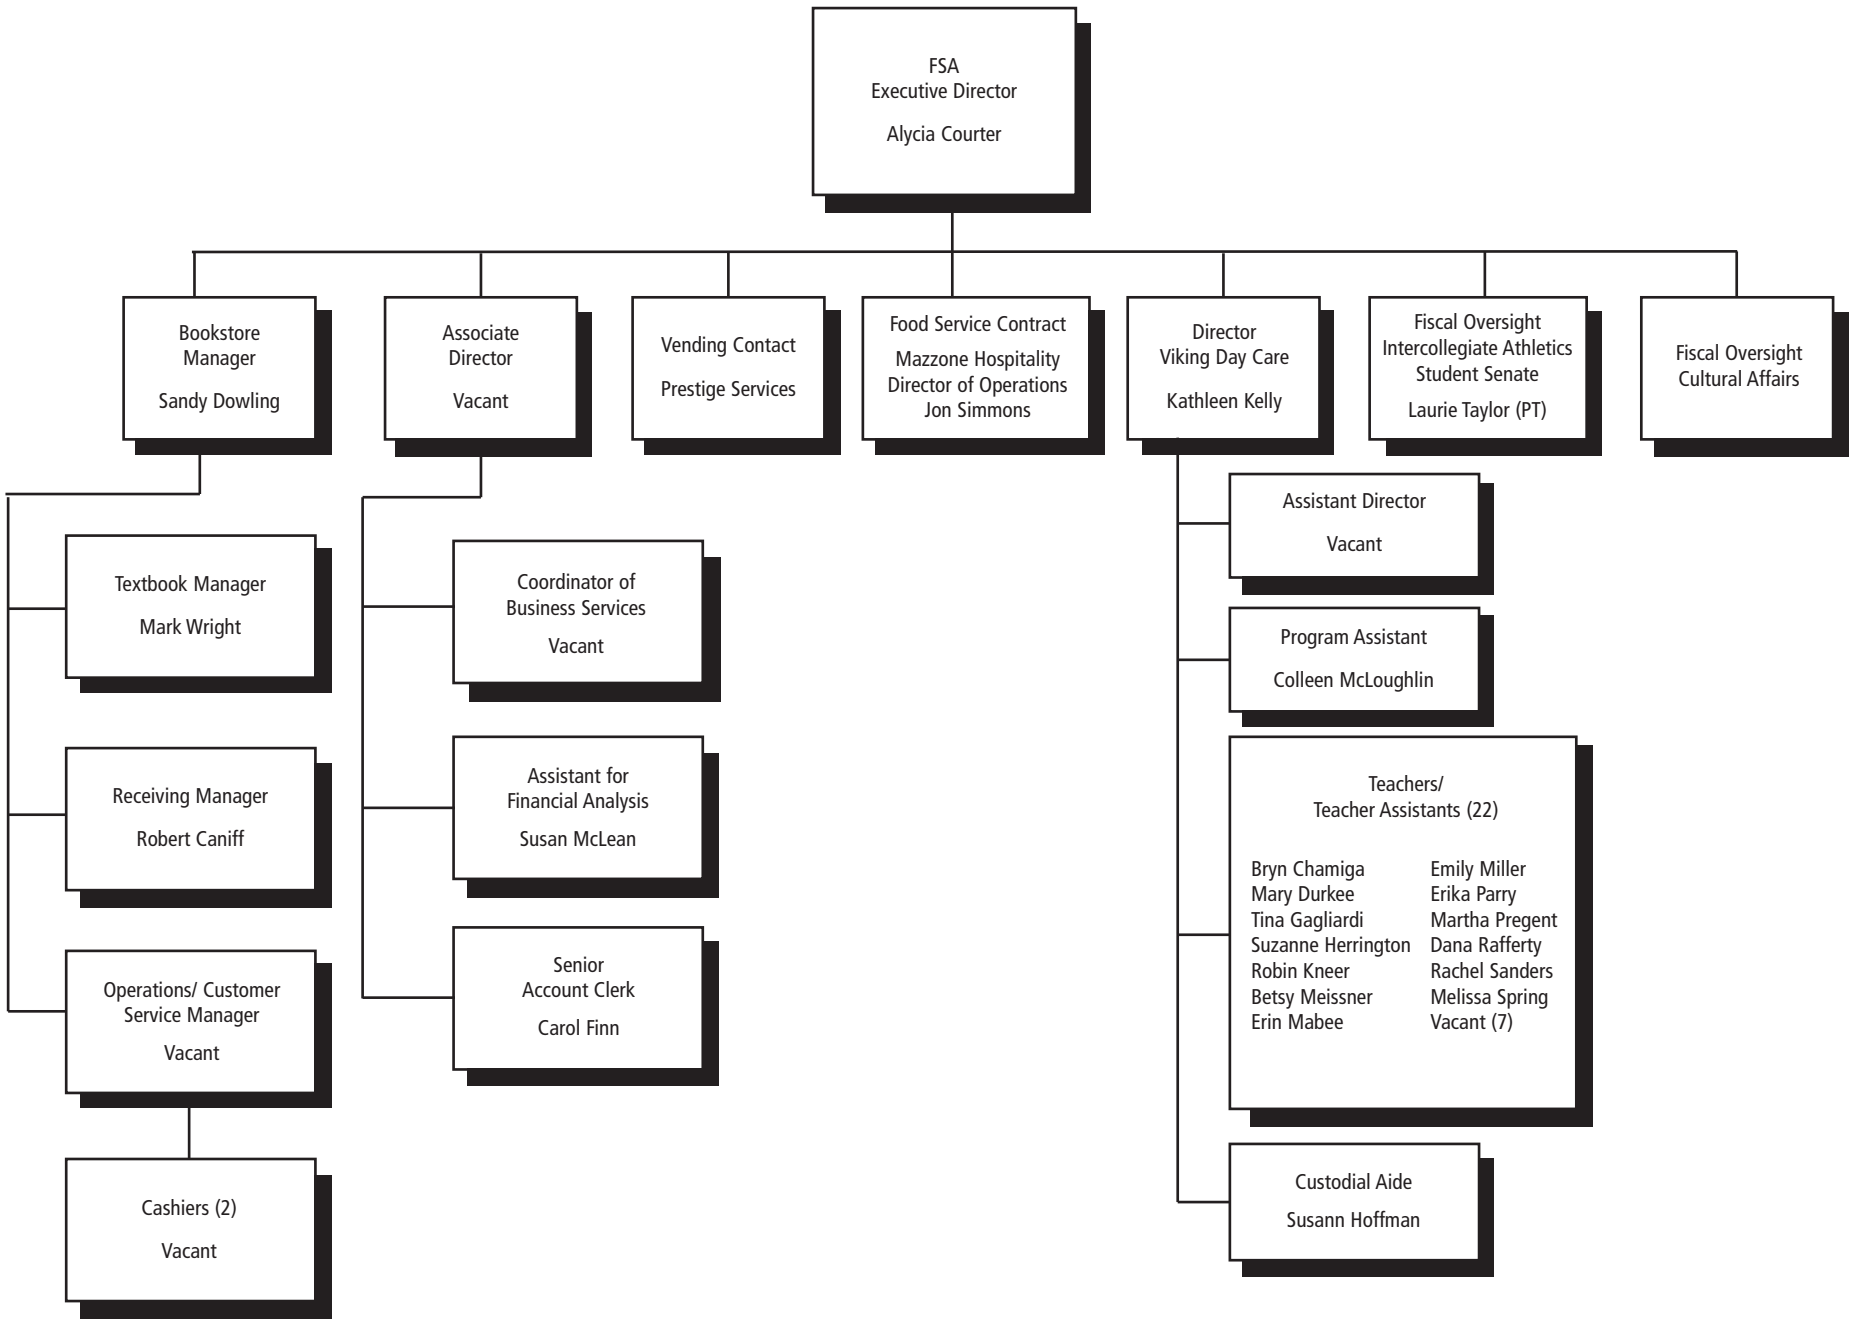 FSA
Executive Director
Alycia Courter
Bookstore
Manager
Sandy Dowling
Associate
Director
Vacant
Vending Contact
Prestige Services
Food Service Contract
Mazzone Hospitality
Director of Operations
Jon Simmons
Director
Viking Day Care
Kathleen Kelly
Fiscal Oversight
Intercollegiate Athletics
Student Senate
Laurie Taylor (PT)
Fiscal Oversight
Cultural Affairs
Textbook Manager
Mark Wright
Receiving Manager
Robert Caniff
Operations/ Customer
Service Manager
Vacant
Cashiers (2)
Vacant
Coordinator of
Business Services
Vacant
Assistant for
Financial Analysis
Susan McLean
Senior
Account Clerk
Carol Finn
Assistant Director
Vacant
Program Assistant
Colleen McLoughlin
Teachers/
Teacher Assistants (22)
Bryn Chamiga
Mary Durkee
Tina Gagliardi
Suzanne Herrington
Robin Kneer
Betsy Meissner
Erin Mabee
Emily Miller
Erika Parry
Martha Pregent
Dana Rafferty
Rachel Sanders
Melissa Spring
Vacant (7)
Custodial Aide
Susann Hoffman